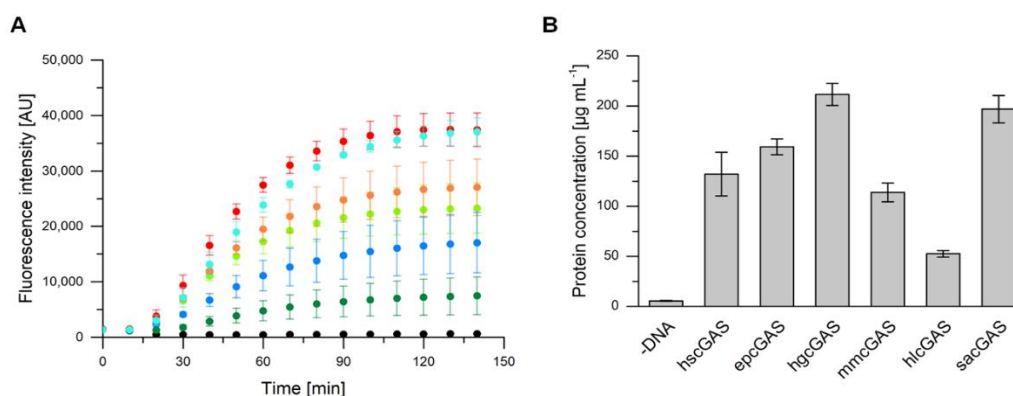 A
Fluorescence intensity [AU]
50,000
40,000
30,000
20,000
10,000
0
0 30 60 90 120 150
Time [min]
B
Protein concentration [µg mL⁻¹]
250
200
150
100
50
0
-DNA
hscGAS
epcGAS
hgcGAS
mmcGAS
hlcGAS
sacGAS